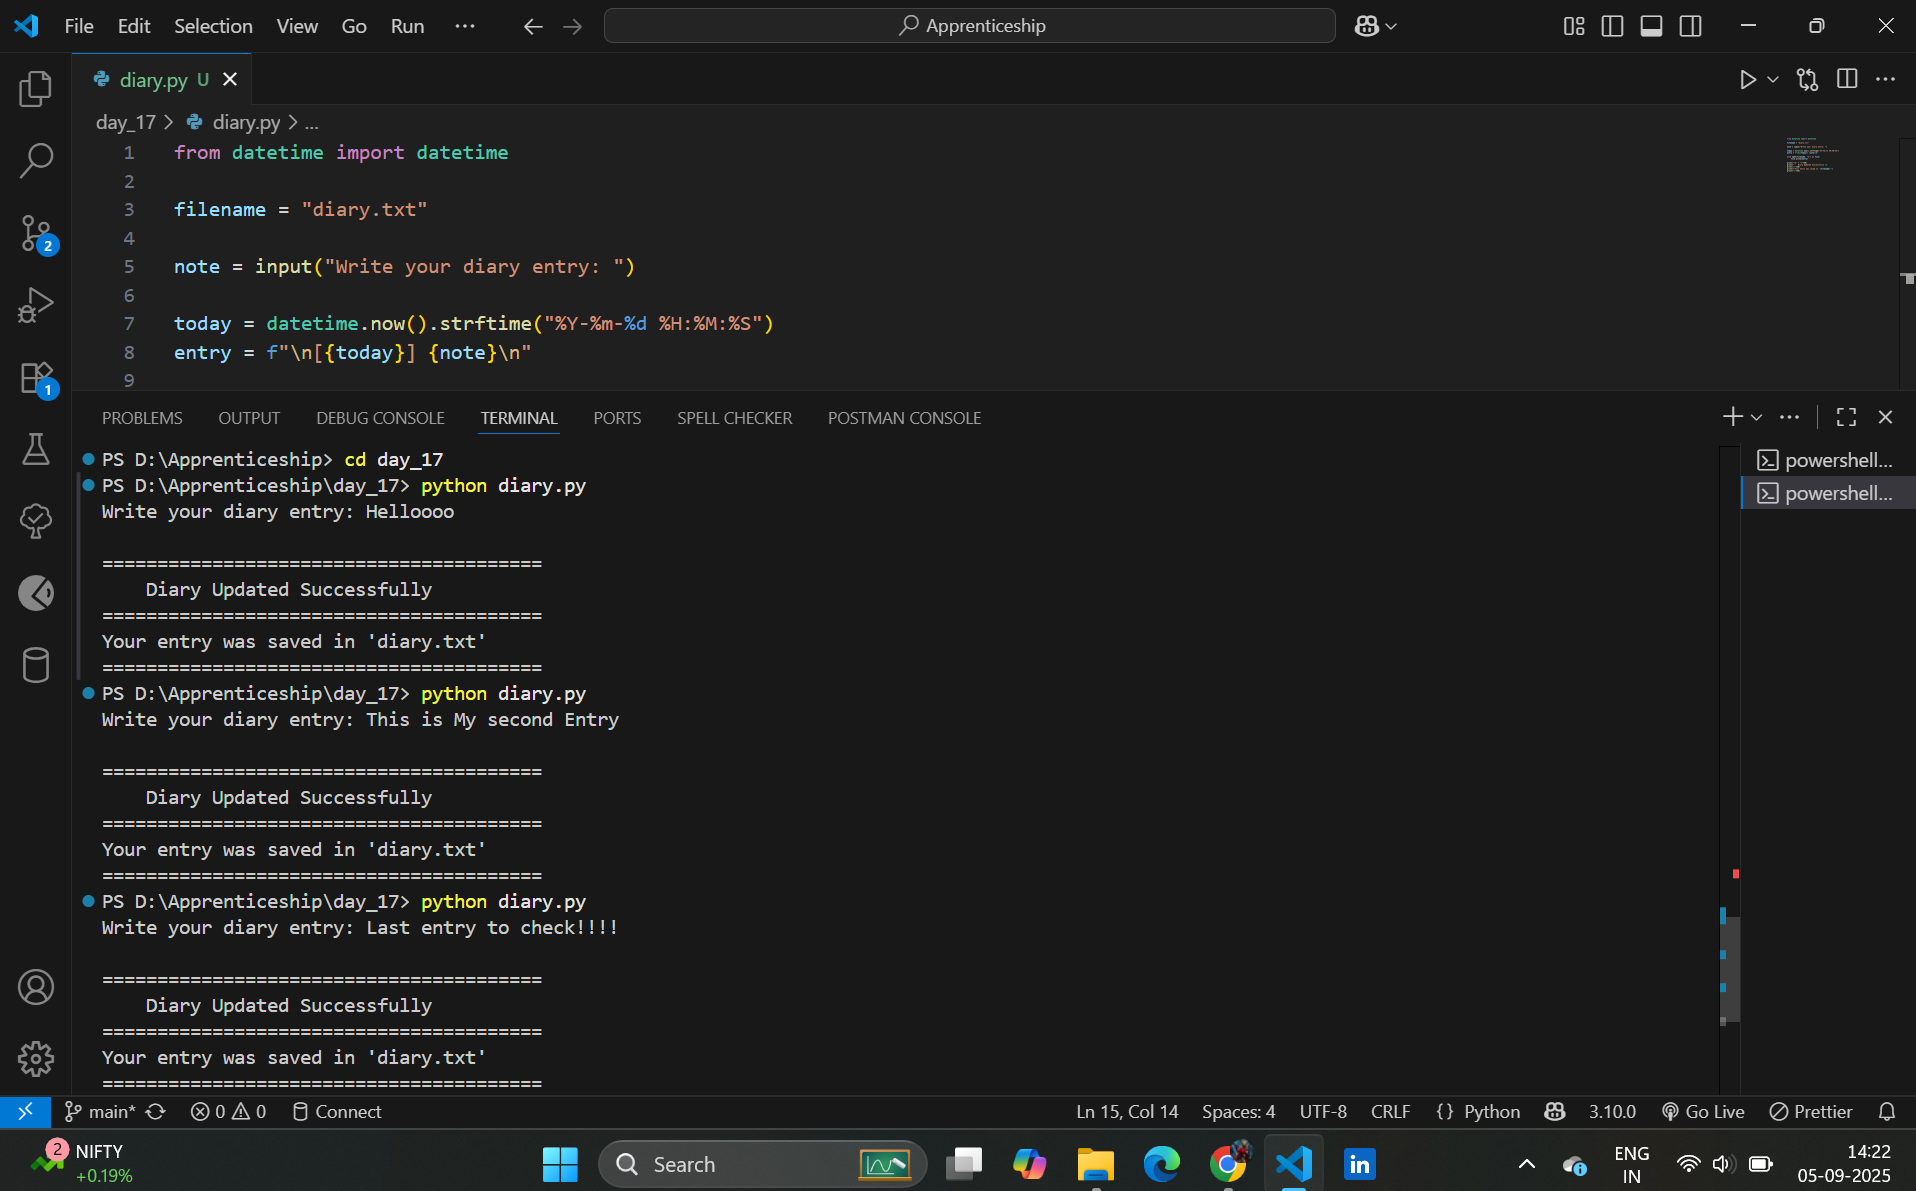 File Edit Selection View Go Run ··· Apprenticeship
diary.py U
day_17 > diary.py > ...
1 from datetime import datetime
2
3 filename = "diary.txt"
4
5 note = input("Write your diary entry: ")
6
7 today = datetime.now().strftime("%Y-%m-%d %H:%M:%S")
8 entry = f"\n[{today}] {note}\n"
9
2
1
PROBLEMS OUTPUT DEBUG CONSOLE TERMINAL PORTS SPELL CHECKER POSTMAN CONSOLE
powershell...
powershell...
PS D:\Apprenticeship> cd day_17
PS D:\Apprenticeship\day_17> python diary.py
Write your diary entry: Helloooo
========================================
Diary Updated Successfully
========================================
Your entry was saved in 'diary.txt'
========================================
PS D:\Apprenticeship\day_17> python diary.py
Write your diary entry: This is My second Entry
========================================
Diary Updated Successfully
========================================
Your entry was saved in 'diary.txt'
========================================
PS D:\Apprenticeship\day_17> python diary.py
Write your diary entry: Last entry to check!!!!
========================================
Diary Updated Successfully
========================================
Your entry was saved in 'diary.txt'
========================================
main* 0 0 Connect Ln 15, Col 14 Spaces: 4 UTF-8 CRLF {} Python 3.10.0 Go Live Prettier
2 NIFTY
+0.19%
Search
in
ENG
IN
14:22
05-09-2025